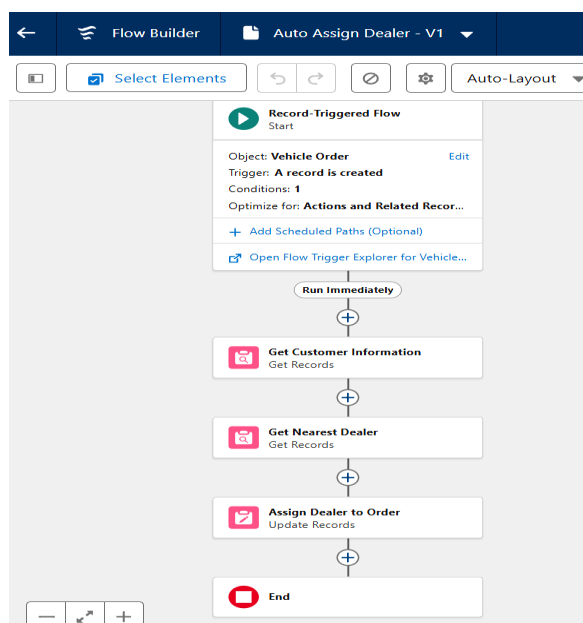 Flow Builder
Auto Assign Dealer - V1
Select Elements
Auto-Layout
Record-Triggered Flow
Start
Object: Vehicle Order Edit
Trigger: A record is created
Conditions: 1
Optimize for: Actions and Related Recor...
Add Scheduled Paths (Optional)
Open Flow Trigger Explorer for Vehicle...
Run Immediately
Get Customer Information
Get Records
Get Nearest Dealer
Get Records
Assign Dealer to Order
Update Records
End